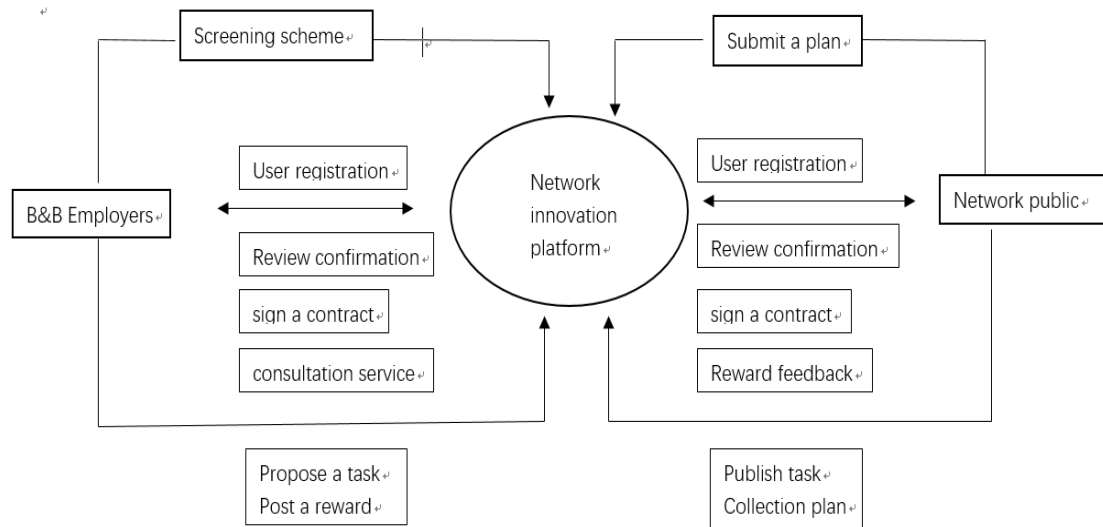 Screening scheme
Submit a plan
User registration
User registration
B&B Employers
Network
innovation
platform
Network public
Review confirmation
Review confirmation
sign a contract
sign a contract
consultation service
Reward feedback
Propose a task
Post a reward
Publish task
Collection plan